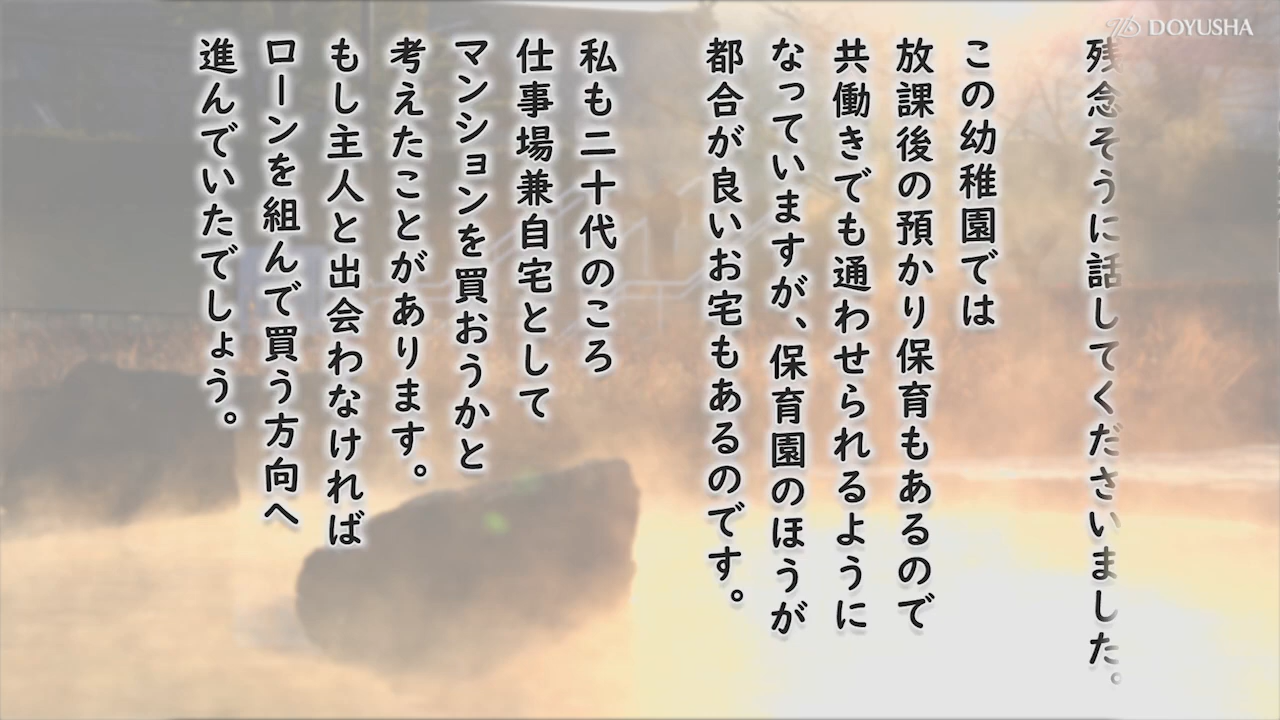 DOYUSHA
残念そうに話してくださいました。
この幼稚園では
放課後の預かり保育もあるので
共働きでも通わせられるように
なっていますが、保育園のほうが
都合が良いお宅もあるのです。
私も二十代のころ
仕事場兼自宅として
マンションを買おうかと
考えたことがあります。
もし主人と出会わなければ
ローンを組んで買う方向へ
進んでいたでしょう。